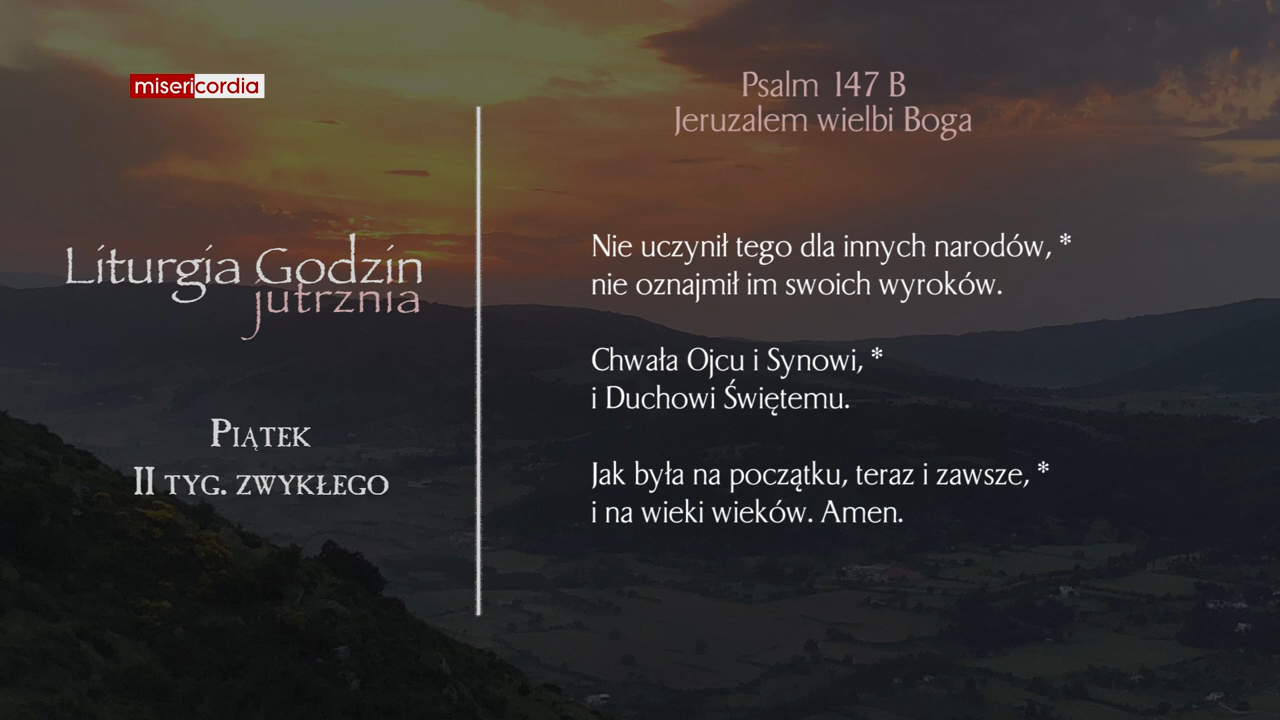 misericordia
Liturgia Godzin
jutrznia
Piątek
II tyg. zwykłego
Psalm 147 B
Jeruzalem wielbi Boga
Nie uczynił tego dla innych narodów, *
nie oznajmił im swoich wyroków.
Chwała Ojcu i Synowi, *
i Duchowi Świętemu.
Jak była na początku, teraz i zawsze, *
i na wieki wieków. Amen.